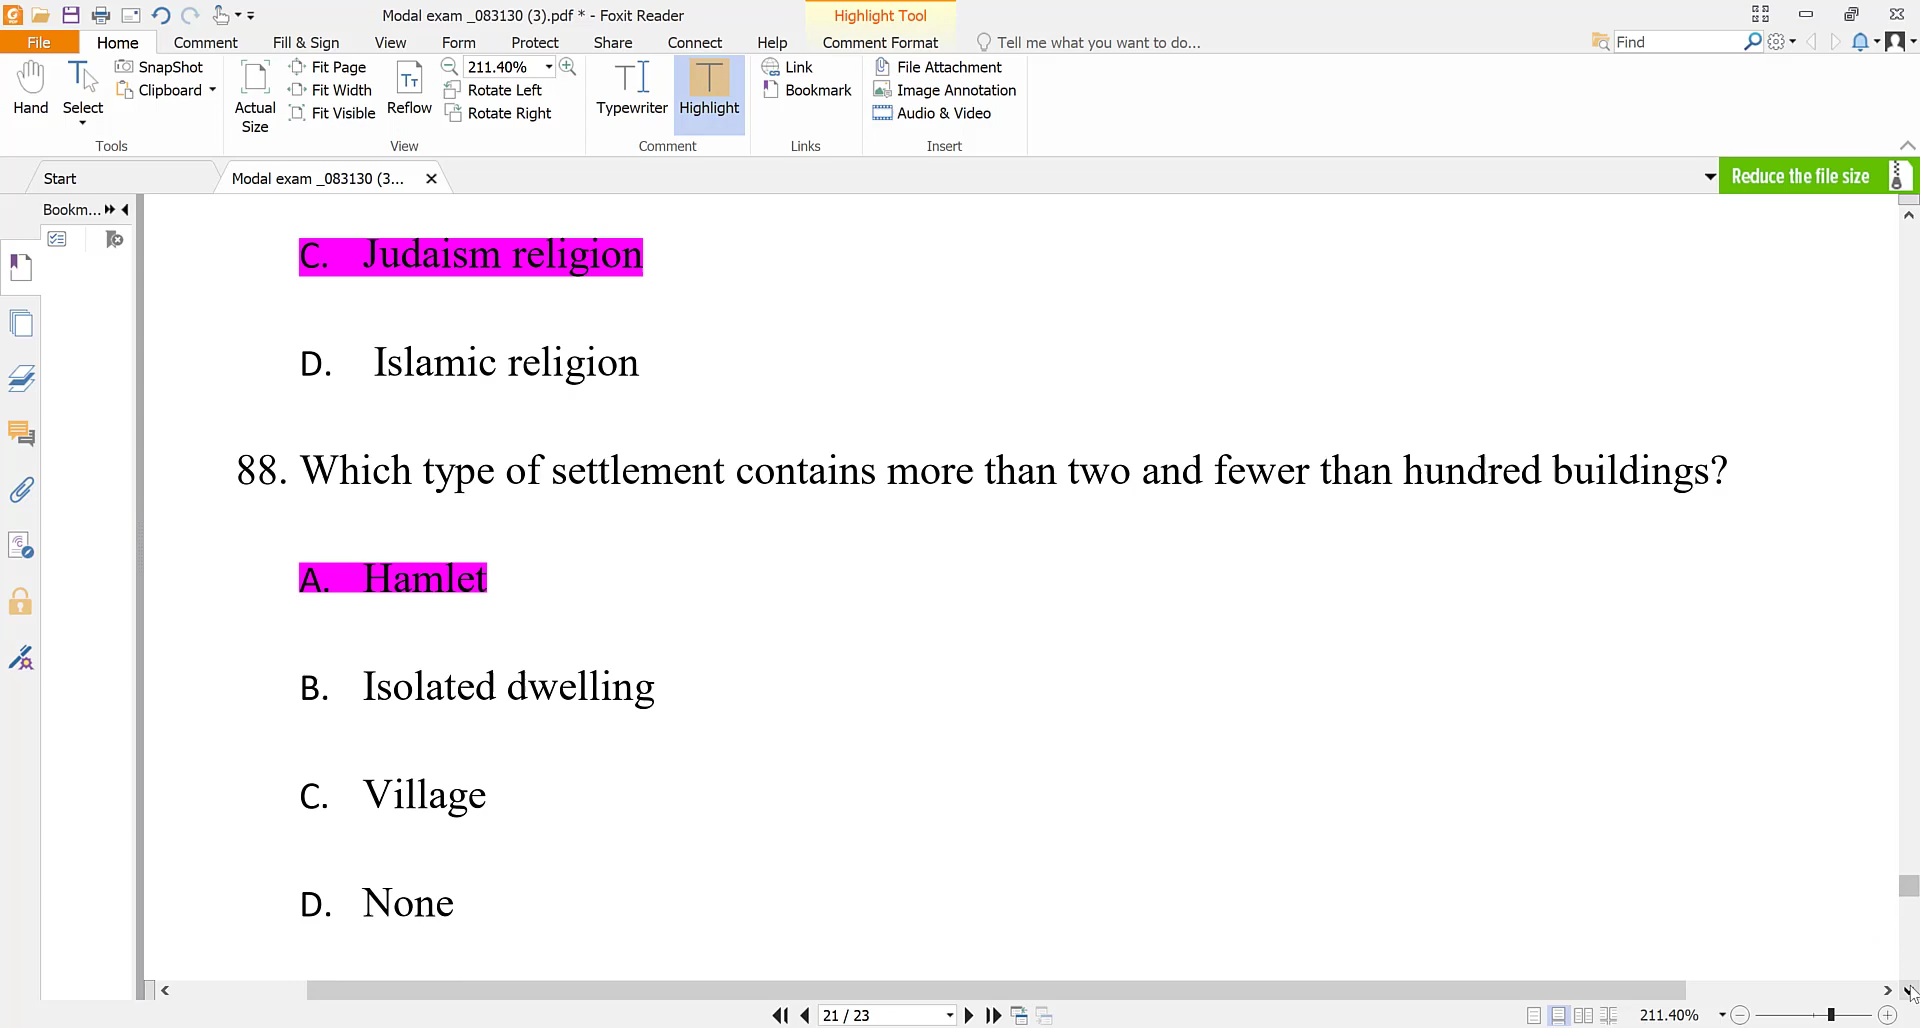 Modal exam _083130 (3).pdf * - Foxit Reader
Highlight Tool
File Home Comment Fill & Sign View Form Protect Share Connect Help Comment Format Tell me what you want to do... Find
Hand
Select
SnapShot
Clipboard
Tools
Actual
Size
Fit Page
Fit Width
Fit Visible
Reflow
211.40%
Rotate Left
Rotate Right
View
Typewriter
Highlight
Comment
Link
Bookmark
Links
File Attachment
Image Annotation
Audio & Video
Insert
Start
Modal exam _083130 (3...
Reduce the file size
Bookm...
C. Judaism religion
D. Islamic religion
88. Which type of settlement contains more than two and fewer than hundred buildings?
A. Hamlet
B. Isolated dwelling
C. Village
D. None
21 / 23
211.40%